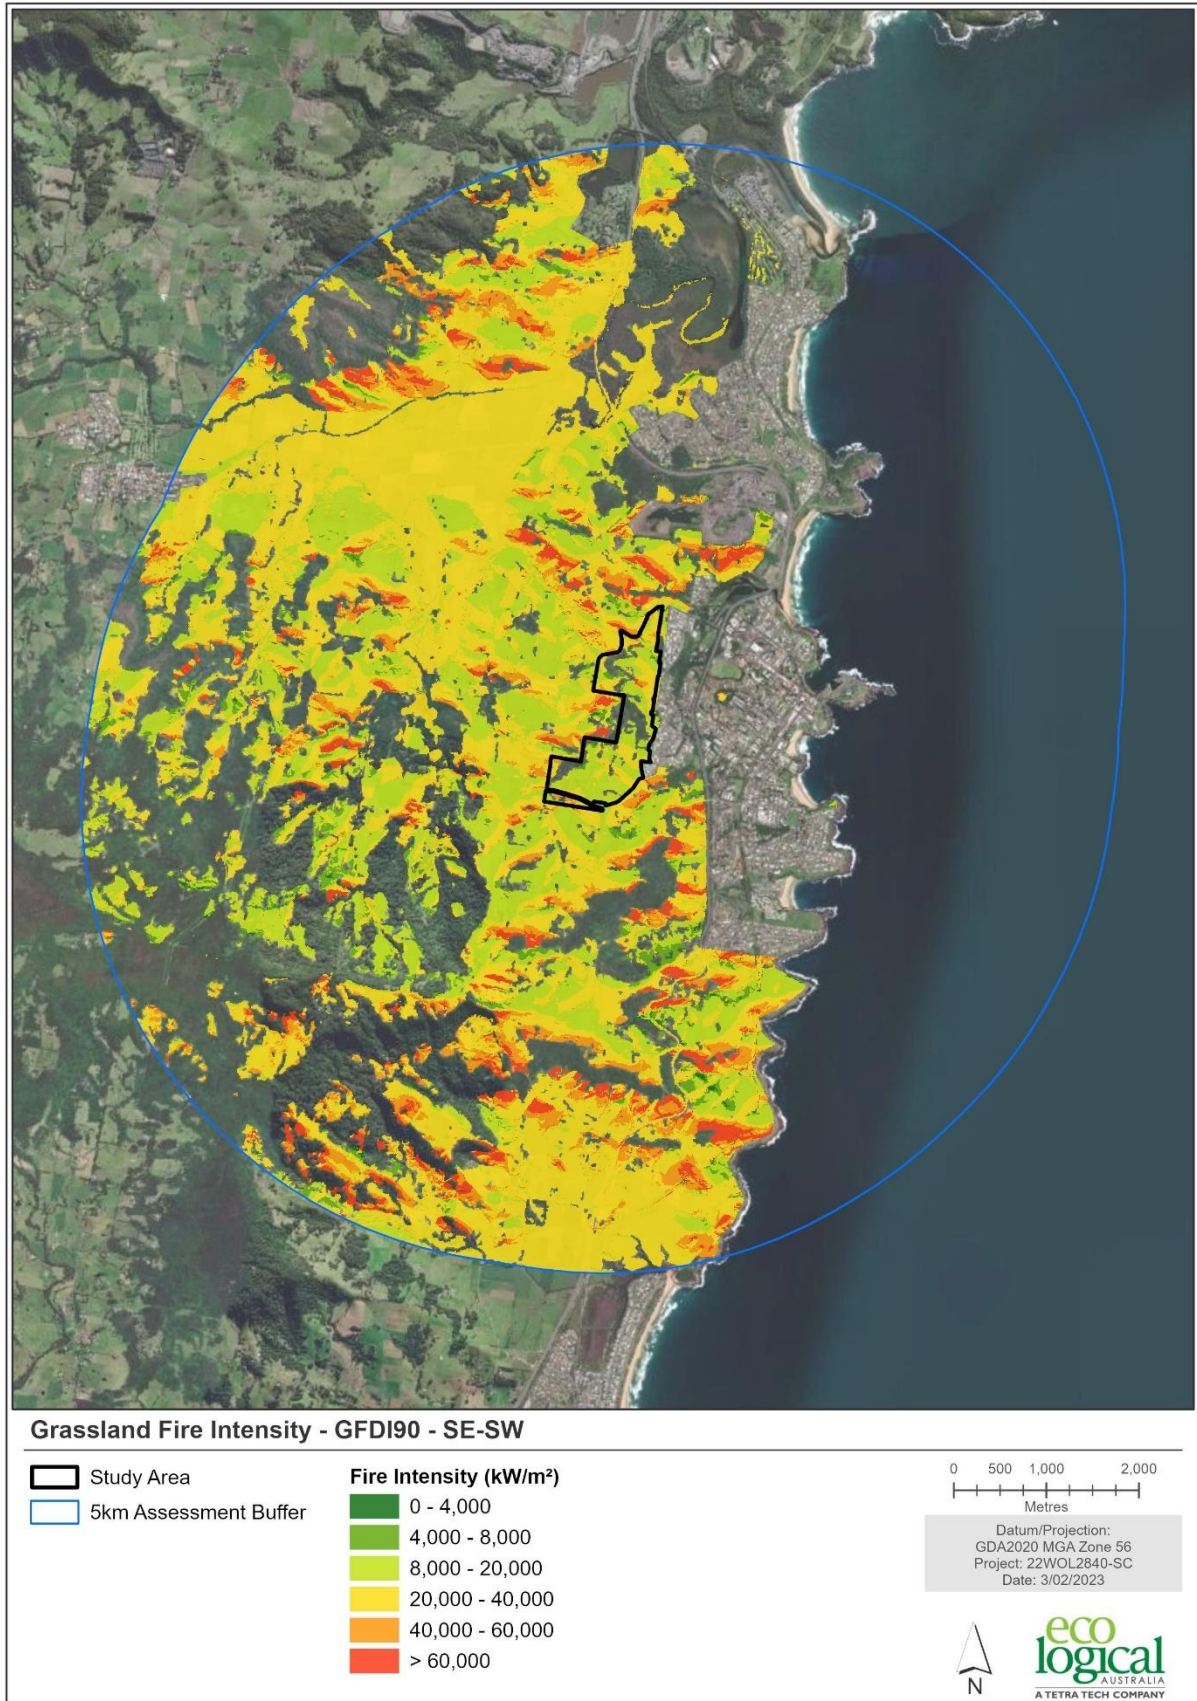 Grassland Fire Intensity - GFDI90 - SE-SW
Study Area
5km Assessment Buffer
Fire Intensity (kW/m²)
0 - 4,000
4,000 - 8,000
8,000 - 20,000
20,000 - 40,000
40,000 - 60,000
> 60,000
0 500 1,000 2,000
Metres
Datum/Projection:
GDA2020 MGA Zone 56
Project: 22WOL2840-SC
Date: 3/02/2023
N
eco
logical
AUSTRALIA
A TETRA TECH COMPANY